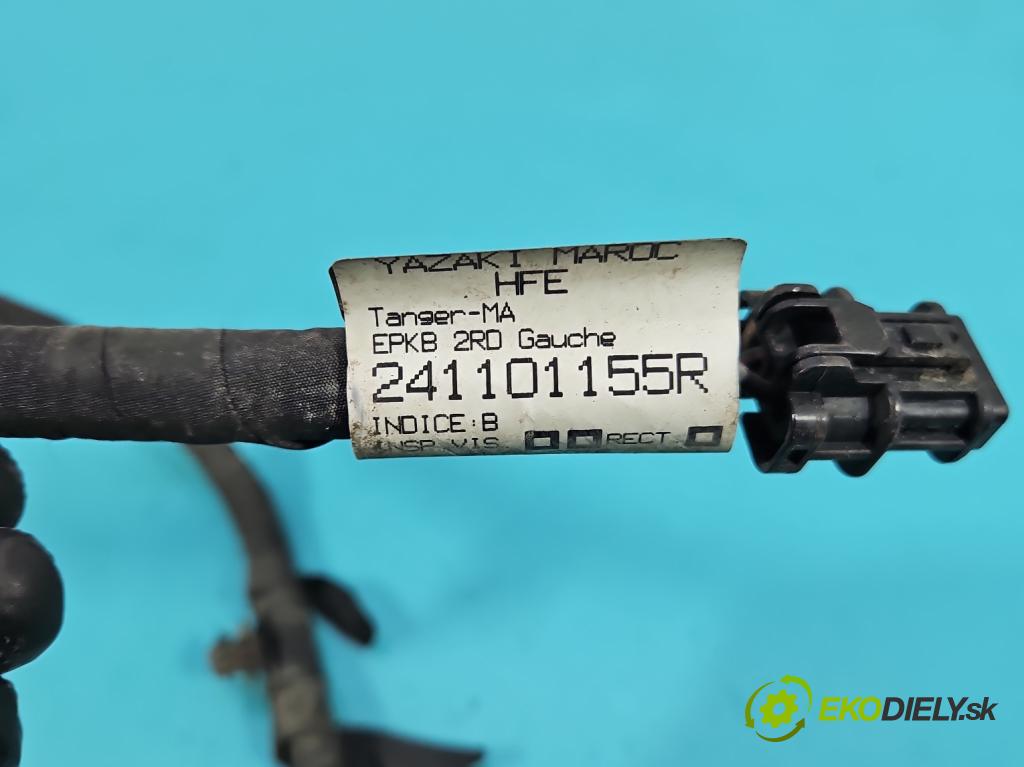 YAZAKI MAROC
HFE
Tanger-MA
EPKB 2RD Gauche
241101155R
INDICE:B
INSP.VIS. RECT.
EKODIELY.sk